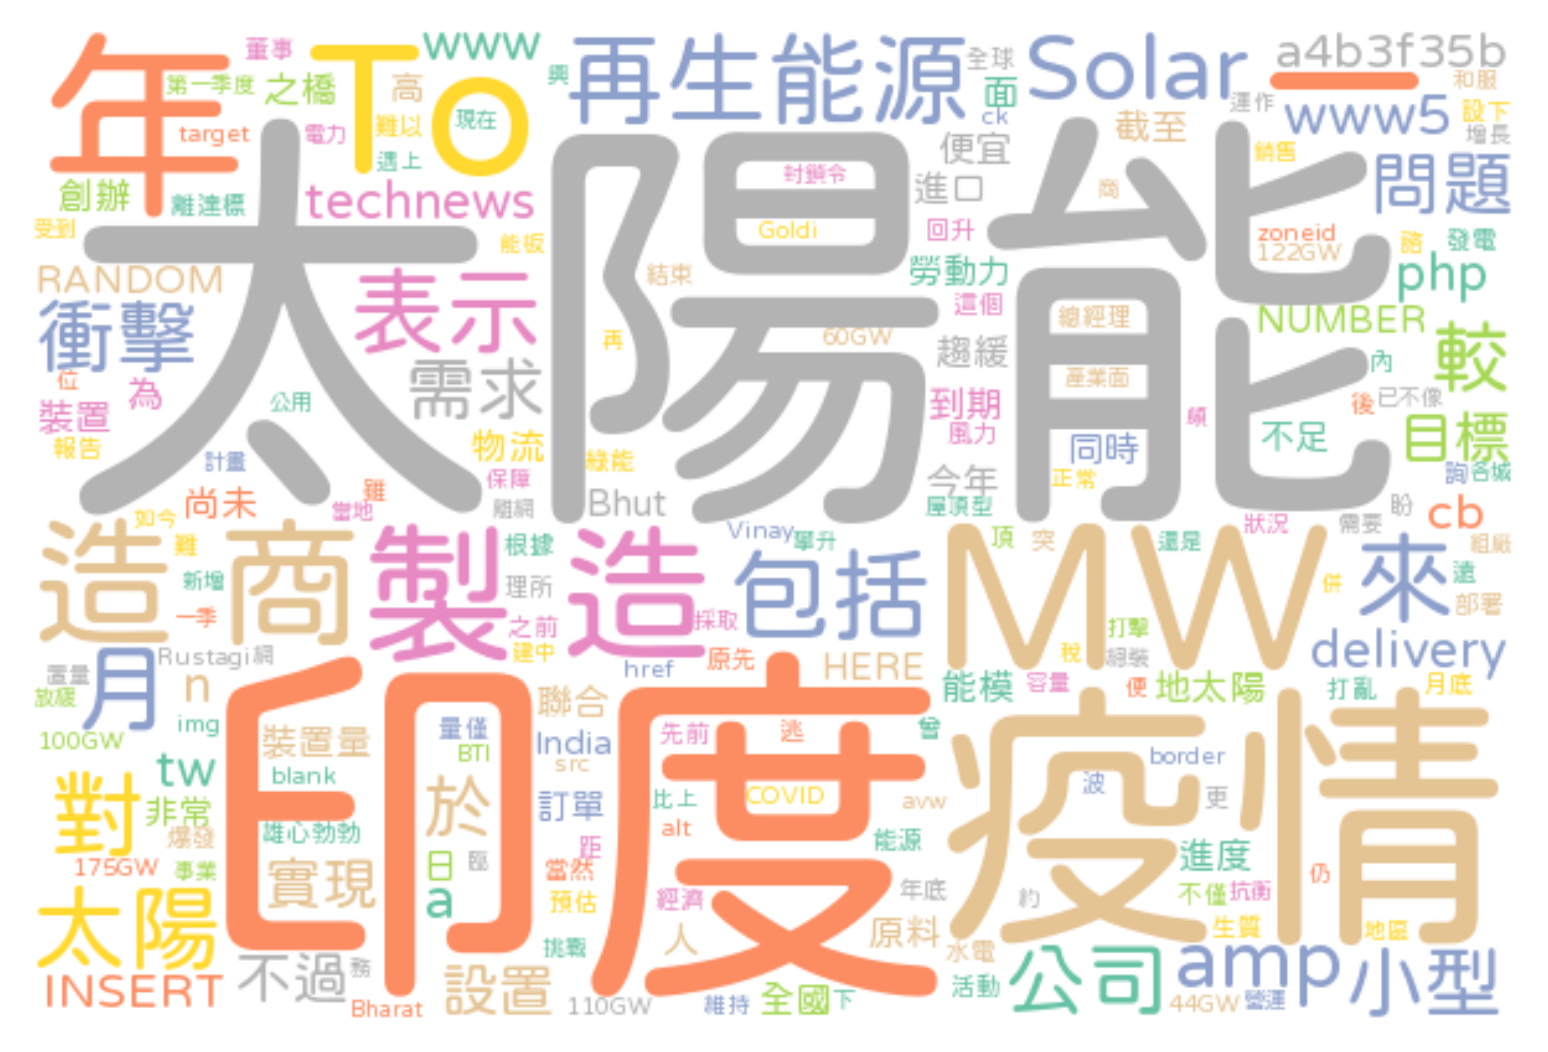 年
董事
To
www
興
再生能源
全球
面
ck
Solar
a4b3f35b
一
和服
第一季度
之橋
高
運作
www5
設下
增長
target
電力
難以
現在
遇上
截至
便宜
銷售
問題
創辦
離達標
technews
太陽能
封鎖令
進口
商
受到
能板
Goldi
回升
zoneid
122GW
諮
發電
RANDOM
表示
結束
勞動力
php
衝擊
這個
總經理
NUMBER
較
再
60GW
趨緩
內
位
為
需求
產業面
已不像
裝置
公用
到期
後
報告
物流
風力
同時
不足
目標
計畫
綠能
保障
今年
正常
詢
各城
尚未
雖
當地
離網
Bhut
屋頂型
盼
cb
如今
Vinay
攀升
狀況
需要
造商
難
製造
根據
包括
頂
突
MW
還是
來
組廠
新增
理所
併
遠
一季
之前
採取
打擊
部署
月
Rustagi
網
建中
href
原先
HERE
稅
delivery
置量
n
能模
容量
便
地太陽
打亂
月底
放緩
img
聯合
100GW
裝置量
印度
量僅
India
先前
逃
曾
疫情
tw
blank
BTI
src
border
對
非常
於
訂單
比上
COVID
avw
波
更
爆發
雄心勃勃
alt
能源
175GW
事業
實現
日
距
當然
進度
仍
a
預估
經濟
年底
約
不僅
抗衡
太陽
挑戰
人
原料
生質
地區
水電
INSERT
不過
務
設置
活動
公司
amp
小型
Bharat
110GW
維持
全國
下
44GW
營運